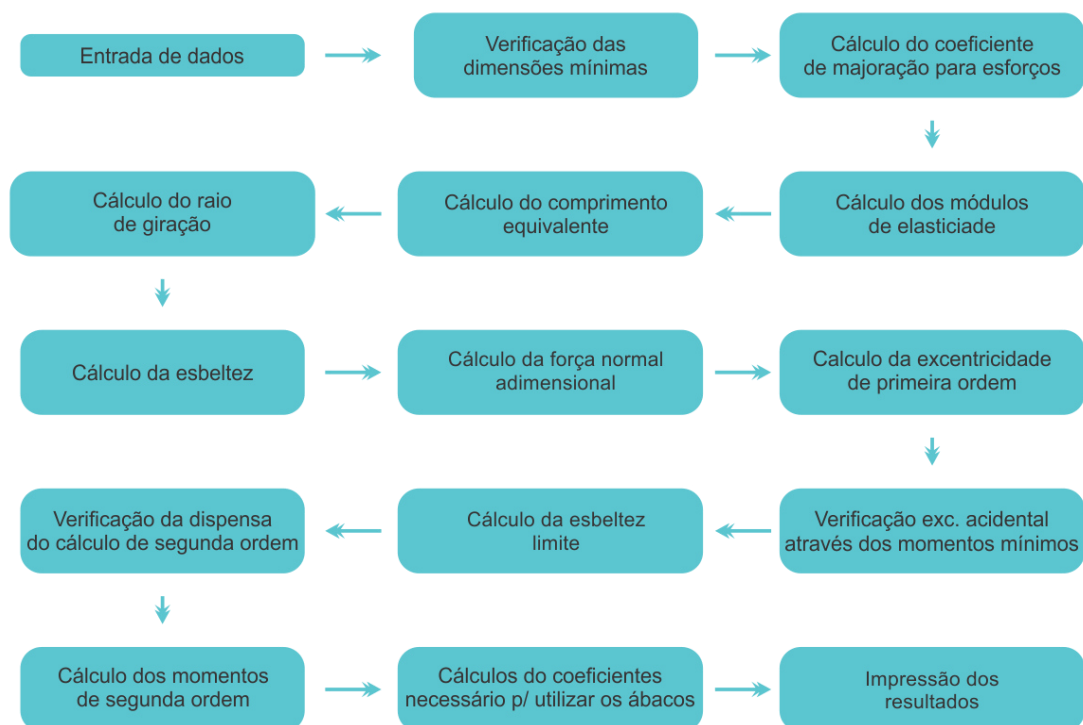 Entrada de dados
Verificação das
dimensões mínimas
Cálculo do coeficiente
de majoração para esforços
Cálculo dos módulos
de elasticiade
Cálculo do comprimento
equivalente
Cálculo do raio
de giração
Cálculo da esbeltez
Cálculo da força normal
adimensional
Calculo da excentricidade
de primeira ordem
Verificação exc. acidental
através dos momentos mínimos
Cálculo da esbeltez
limite
Verificação da dispensa
do cálculo de segunda ordem
Cálculo dos momentos
de segunda ordem
Cálculos do coeficientes
necessário p/ utilizar os ábacos
Impressão dos
resultados